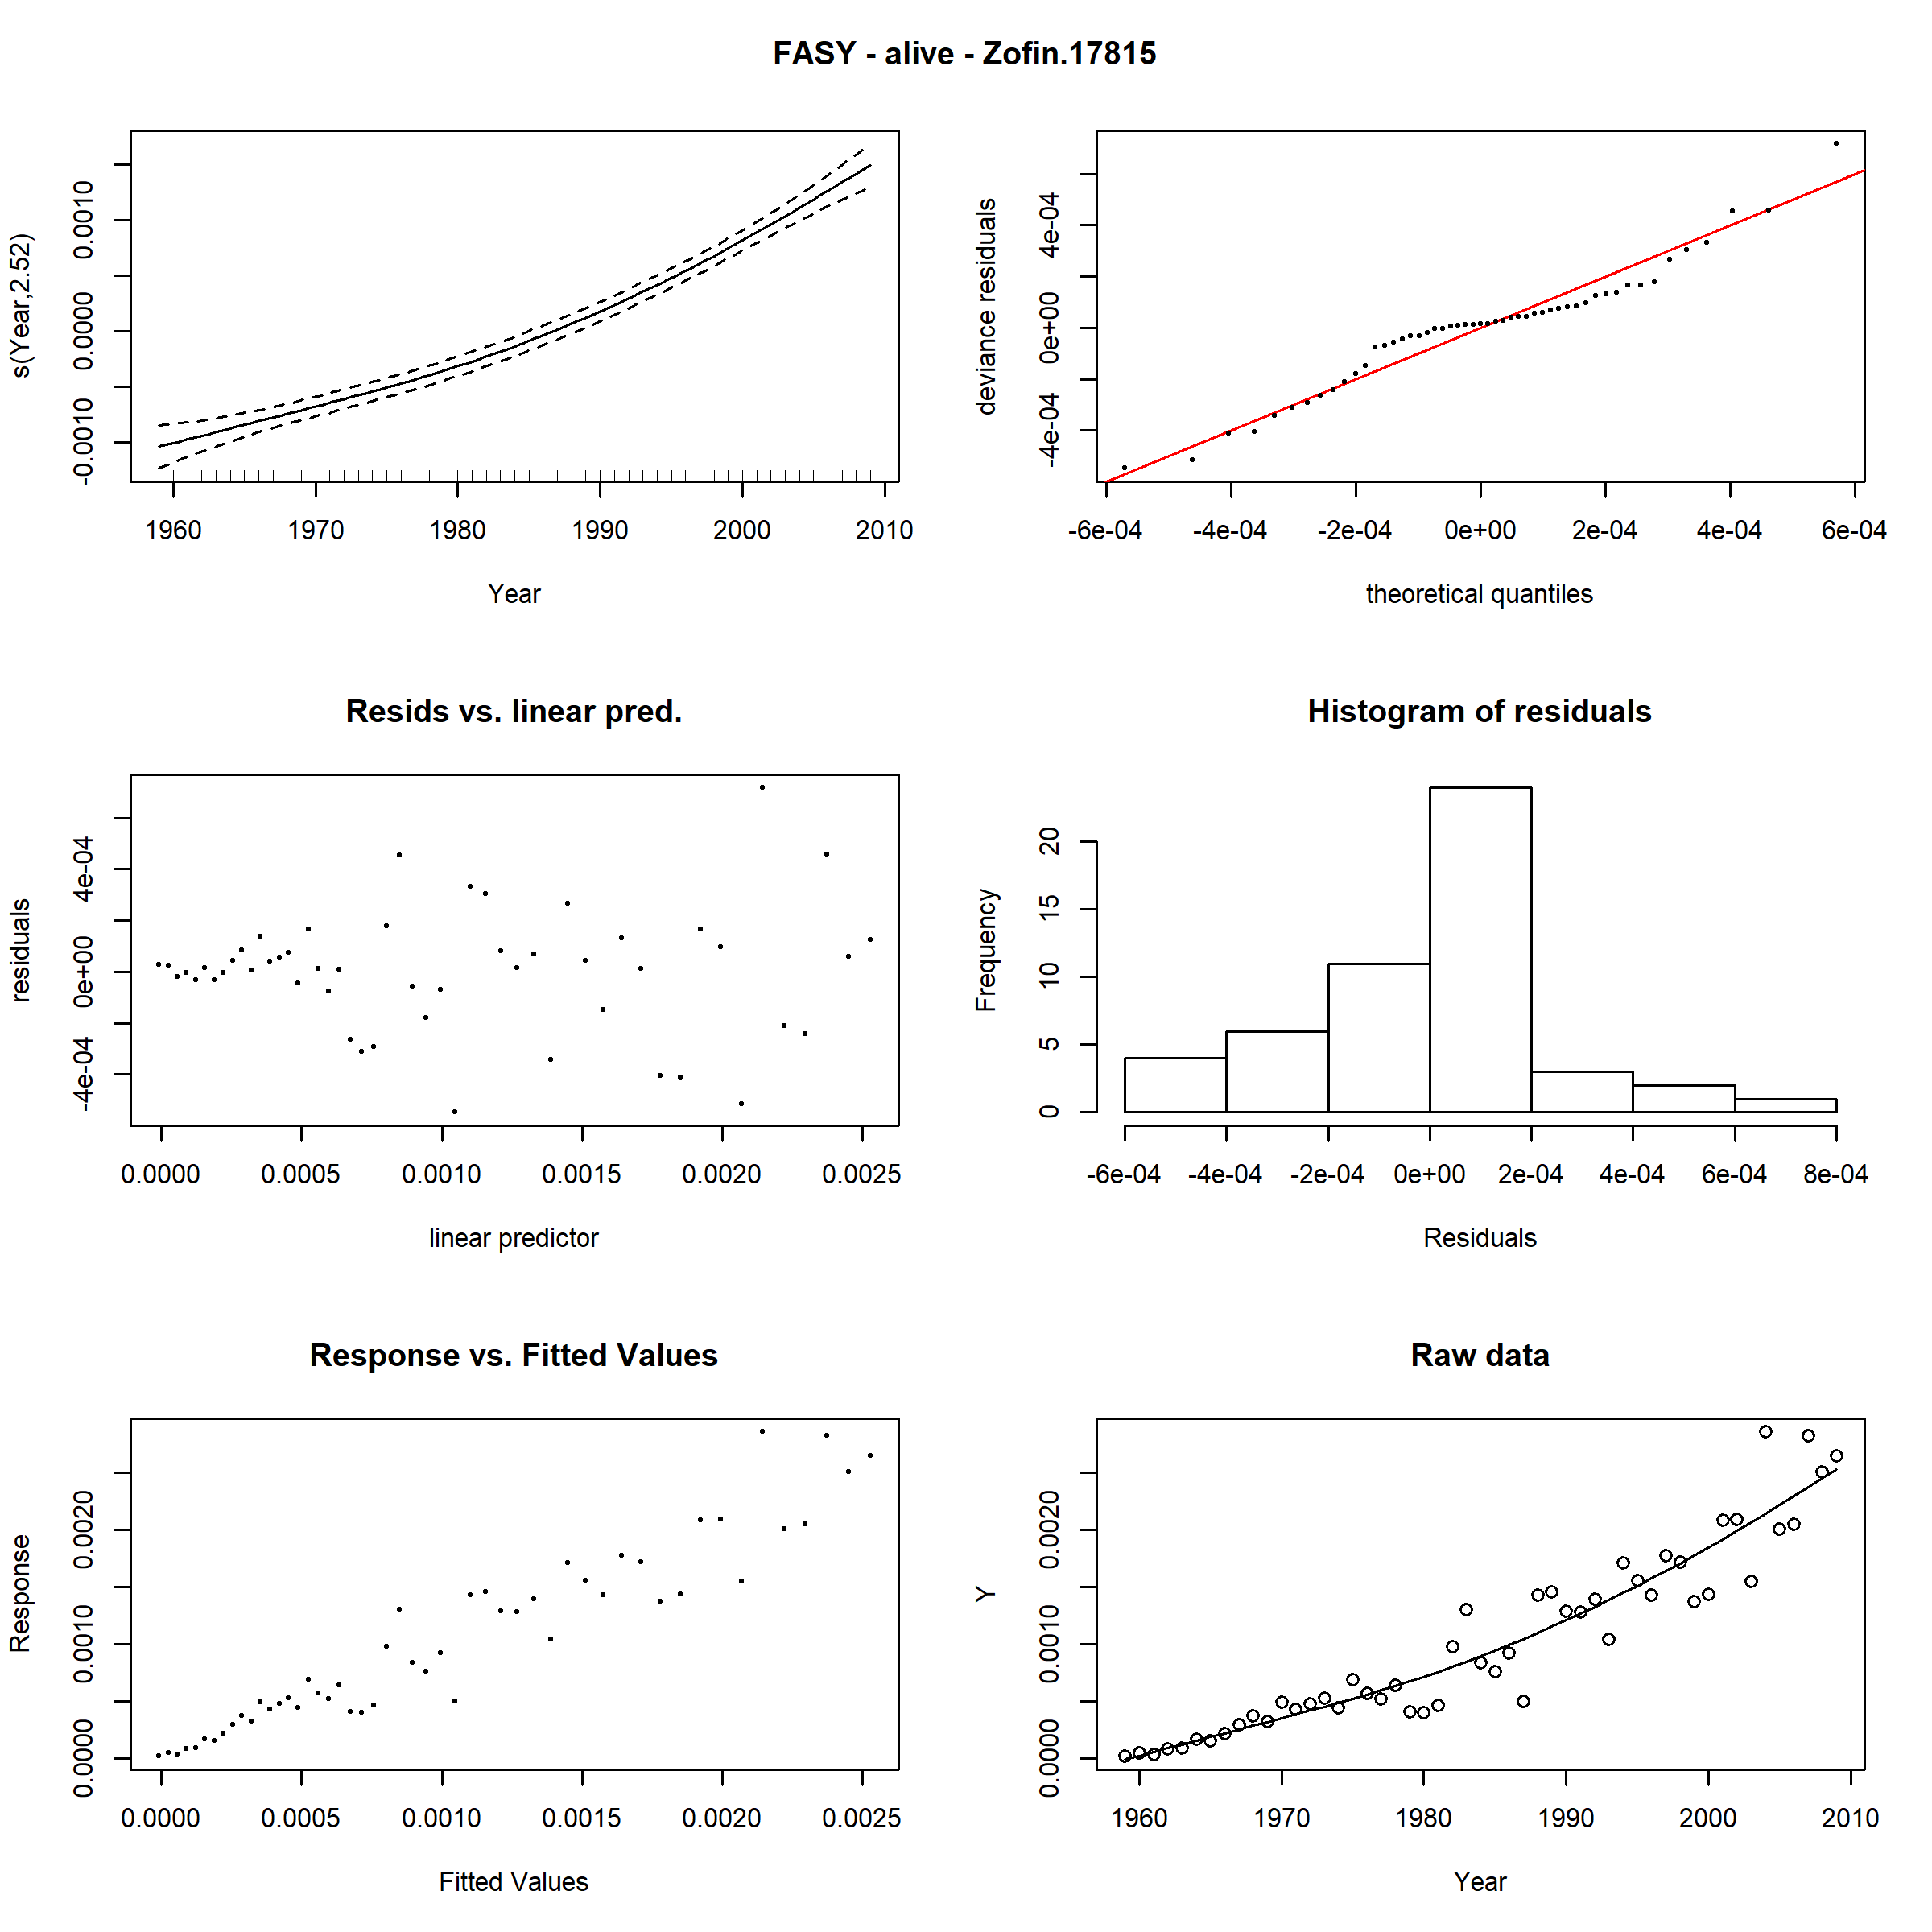 FASY - alive - Zofin.17815
s(Year,2.52)
-0.0010 0.0000 0.0010
1960 1970 1980 1990 2000 2010
Year
deviance residuals
-4e-04 0e+00 4e-04
-6e-04 -4e-04 -2e-04 0e+00 2e-04 4e-04 6e-04
theoretical quantiles
Resids vs. linear pred.
residuals
-4e-04 0e+00 4e-04
0.0000 0.0005 0.0010 0.0015 0.0020 0.0025
linear predictor
Histogram of residuals
Frequency
0 5 10 15 20
-6e-04 -4e-04 -2e-04 0e+00 2e-04 4e-04 6e-04 8e-04
Residuals
Response vs. Fitted Values
Response
0.0000 0.0010 0.0020
0.0000 0.0005 0.0010 0.0015 0.0020 0.0025
Fitted Values
Raw data
Y
0.0000 0.0010 0.0020
1960 1970 1980 1990 2000 2010
Year